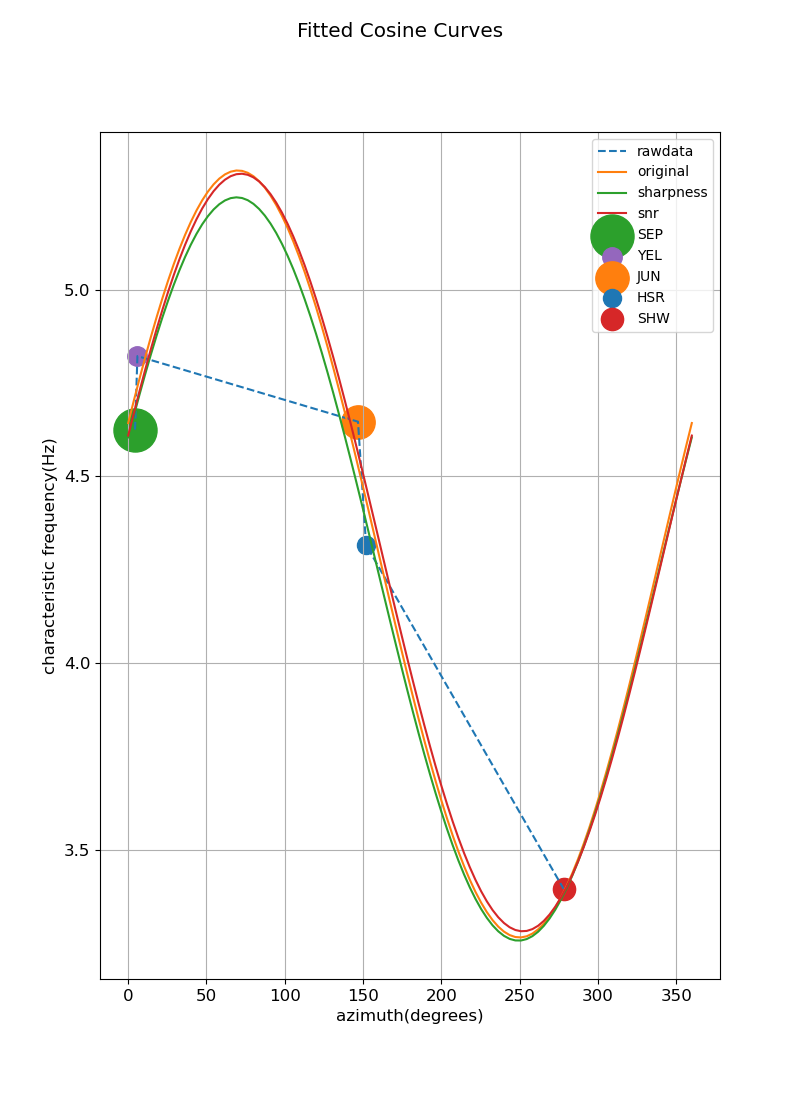 Fitted Cosine Curves
rawdata
original
sharpness
snr
SEP
YEL
JUN
HSR
SHW
characteristic frequency(Hz)
5.0
4.5
4.0
3.5
0 50 100 150 200 250 300 350
azimuth(degrees)